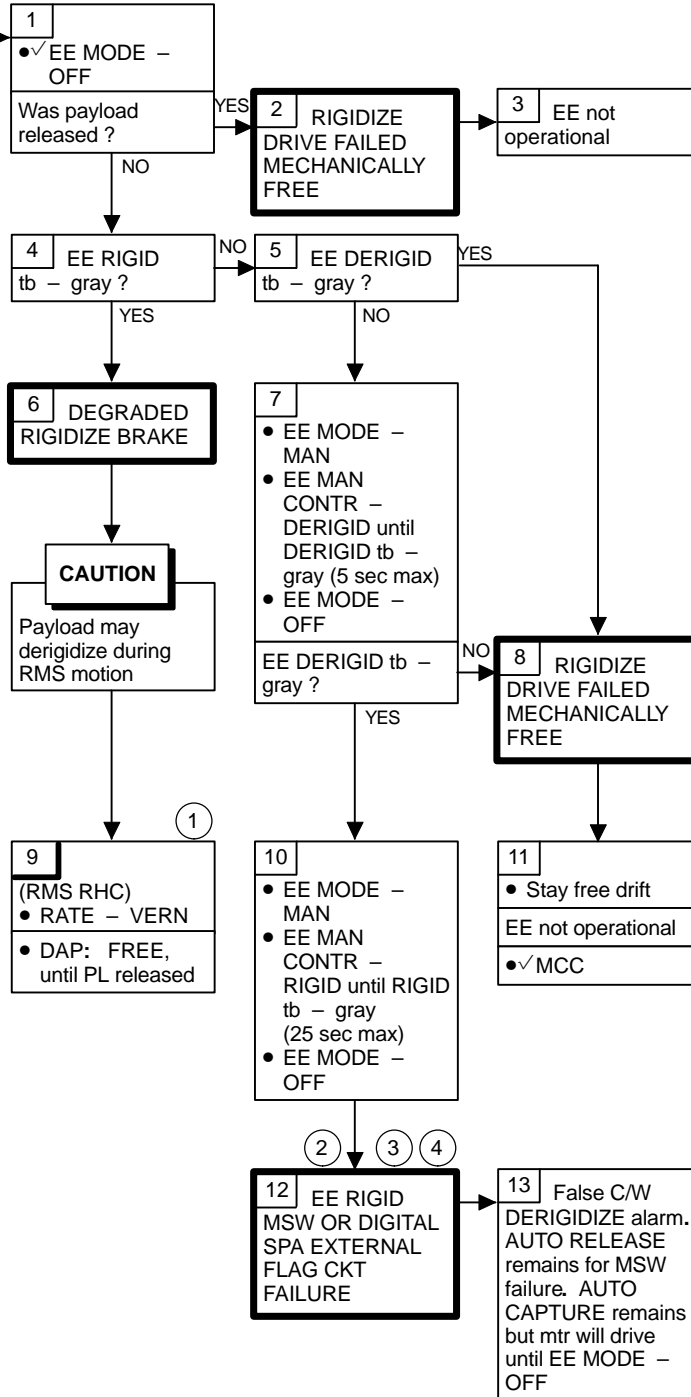 1
●√ EE MODE –
OFF
Was payload
released ?
YES
NO
2 RIGIDIZE
DRIVE FAILED
MECHANICALLY
FREE
3 EE not
operational
4 EE RIGID
tb – gray ?
NO
YES
5 EE DERIGID
tb – gray ?
YES
NO
6 DEGRADED
RIGIDIZE BRAKE
CAUTION
Payload may
derigidize during
RMS motion
7
● EE MODE –
MAN
● EE MAN
CONTR –
DERIGID until
DERIGID tb –
gray (5 sec max)
● EE MODE –
OFF
EE DERIGID tb –
gray ?
NO
YES
8 RIGIDIZE
DRIVE FAILED
MECHANICALLY
FREE
1
9
(RMS RHC)
● RATE – VERN
● DAP: FREE,
until PL released
10
● EE MODE –
MAN
● EE MAN
CONTR –
RIGID until RIGID
tb – gray
(25 sec max)
● EE MODE –
OFF
11
● Stay free drift
EE not operational
●√ MCC
2 3 4
12 EE RIGID
MSW OR DIGITAL
SPA EXTERNAL
FLAG CKT
FAILURE
13 False C/W
DERIGIDIZE alarm.
AUTO RELEASE
remains for MSW
failure. AUTO
CAPTURE remains
but mtr will drive
until EE MODE –
OFF